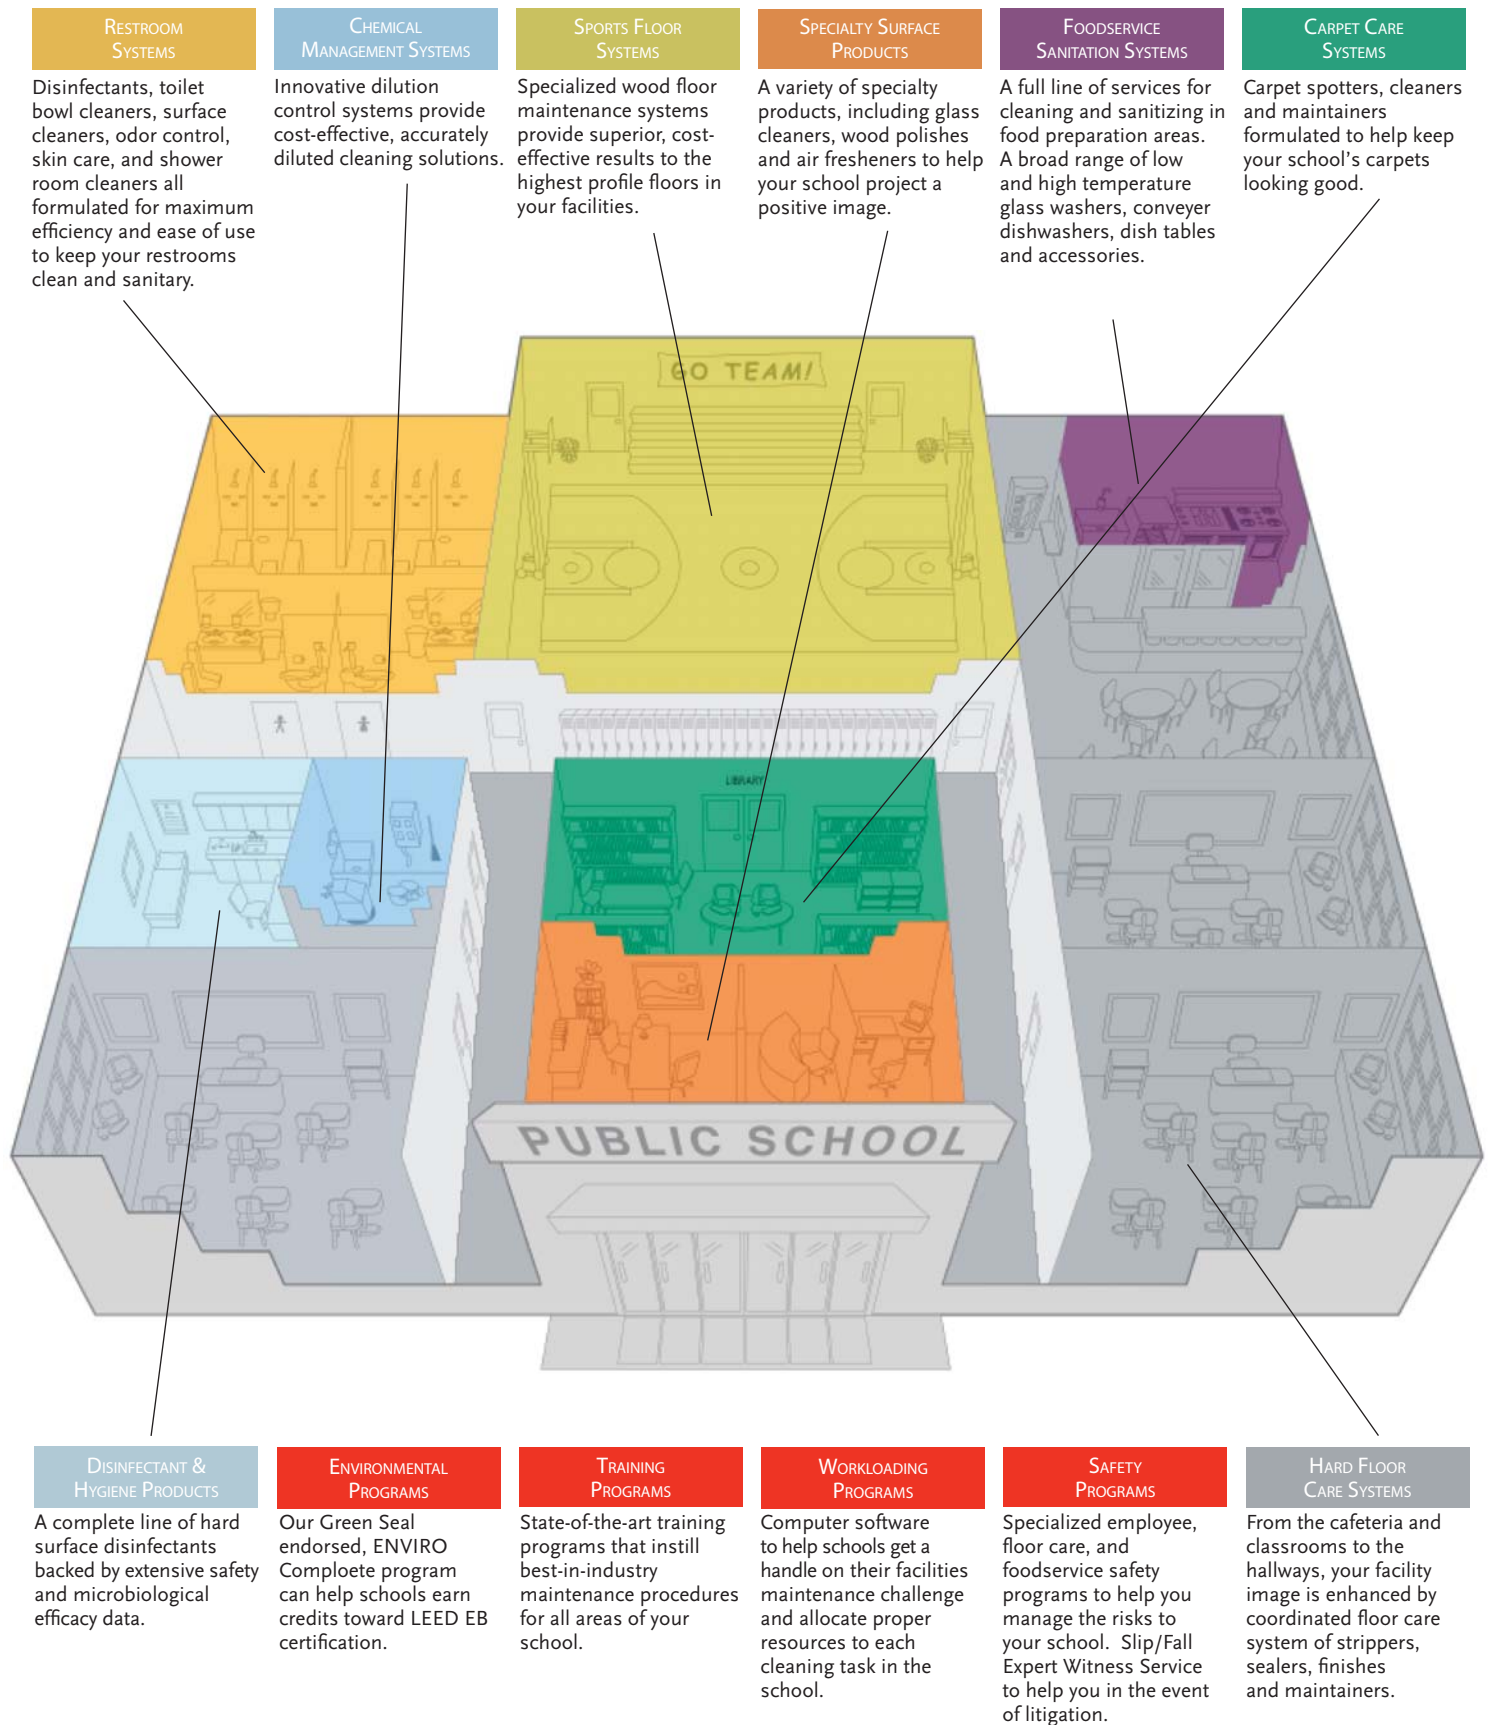 RESTROOM
SYSTEMS
Disinfectants, toilet
bowl cleaners, surface
cleaners, odor control,
skin care, and shower
room cleaners all
formulated for maximum
efficiency and ease of use
to keep your restrooms
clean and sanitary.
CHEMICAL
MANAGEMENT SYSTEMS
Innovative dilution
control systems provide
cost-effective, accurately
diluted cleaning solutions.
SPORTS FLOOR
SYSTEMS
Specialized wood floor
maintenance systems
provide superior, cost-
effective results to the
highest profile floors in
your facilities.
SPECIALTY SURFACE
PRODUCTS
A variety of specialty
products, including glass
cleaners, wood polishes
and air fresheners to help
your school project a
positive image.
FOODSERVICE
SANITATION SYSTEMS
A full line of services for
cleaning and sanitizing in
food preparation areas.
A broad range of low
and high temperature
glass washers, conveyer
dishwashers, dish tables
and accessories.
CARPET CARE
SYSTEMS
Carpet spotters, cleaners
and maintainers
formulated to help keep
your school's carpets
looking good.
GO TEAM!
LIBRARY
PUBLIC SCHOOL
DISINFECTANT &
HYGIENE PRODUCTS
A complete line of hard
surface disinfectants
backed by extensive safety
and microbiological
efficacy data.
ENVIRONMENTAL
PROGRAMS
Our Green Seal
endorsed, ENVIRO
Comploete program
can help schools earn
credits toward LEED EB
certification.
TRAINING
PROGRAMS
State-of-the-art training
programs that instill
best-in-industry
maintenance procedures
for all areas of your
school.
WORKLOADING
PROGRAMS
Computer software
to help schools get a
handle on their facilities
maintenance challenge
and allocate proper
resources to each
cleaning task in the
school.
SAFETY
PROGRAMS
Specialized employee,
floor care, and
foodservice safety
programs to help you
manage the risks to
your school.  Slip/Fall
Expert Witness Service
to help you in the event
of litigation.
HARD FLOOR
CARE SYSTEMS
From the cafeteria and
classrooms to the
hallways, your facility
image is enhanced by
coordinated floor care
system of strippers,
sealers, finishes
and maintainers.